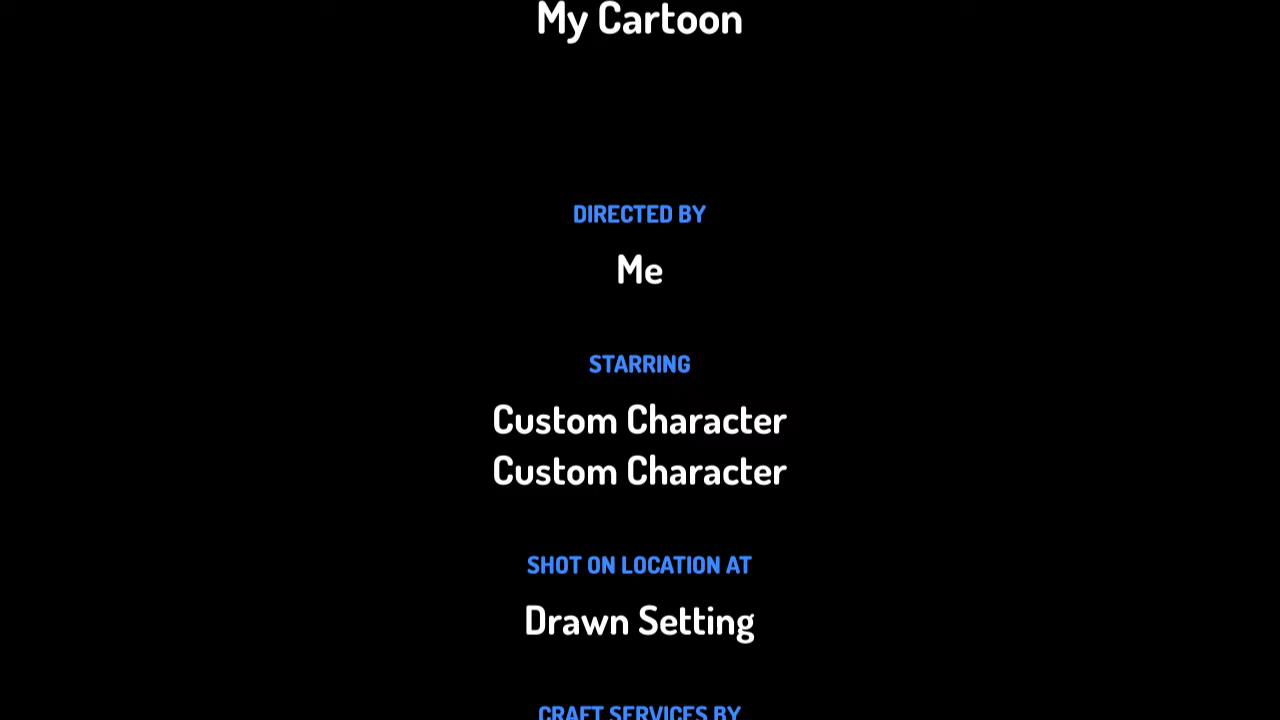 My Cartoon
DIRECTED BY
Me
STARRING
Custom Character
Custom Character
SHOT ON LOCATION AT
Drawn Setting
CRAFT SERVICES BY